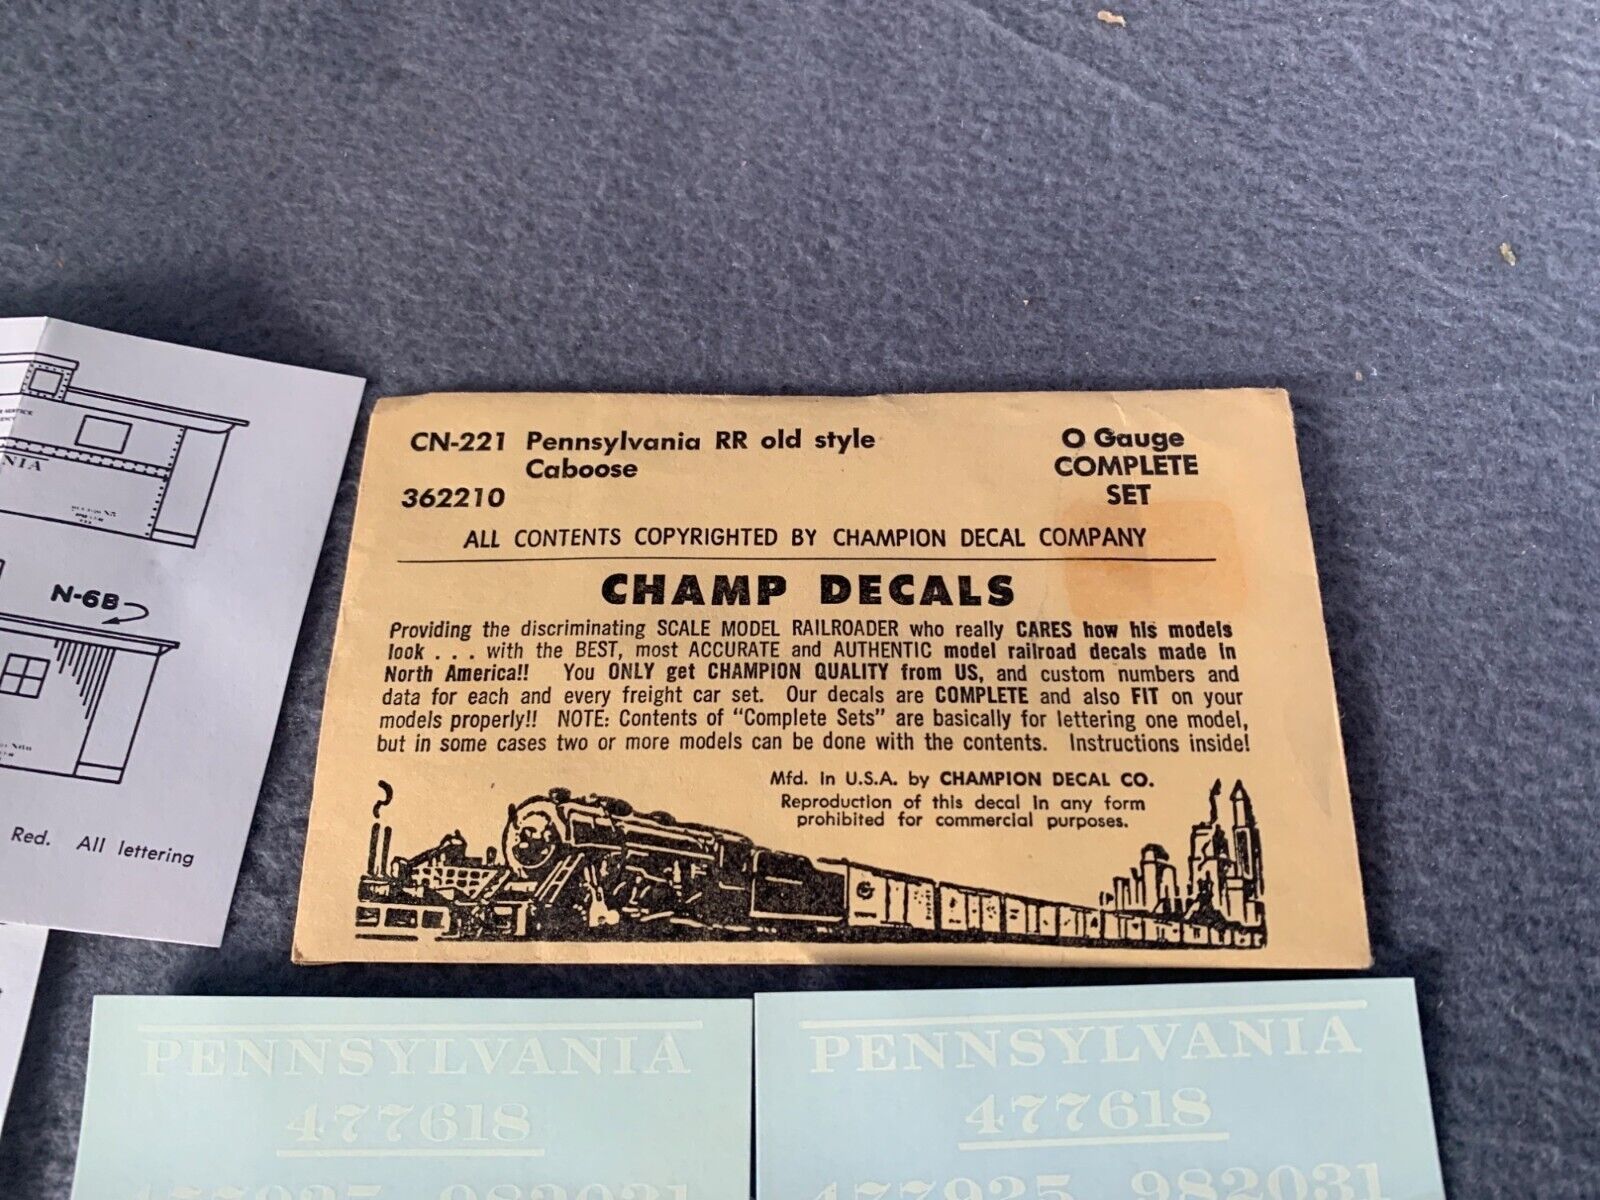 CN-221 Pennsylvania RR old style
Caboose
362210
O Gauge
COMPLETE
SET
ALL CONTENTS COPYRIGHTED BY CHAMPION DECAL COMPANY
CHAMP DECALS
Providing the discriminating SCALE MODEL RAILROADER who really CARES how his models
look . . . with the BEST, most ACCURATE and AUTHENTIC model railroad decals made in
North America!! You ONLY get CHAMPION QUALITY from US, and custom numbers and
data for each and every freight car set. Our decals are COMPLETE and also FIT on your
models properly!! NOTE: Contents of "Complete Sets" are basically for lettering one model,
but in some cases two or more models can be done with the contents. Instructions inside!
Mfd. in U.S.A. by CHAMPION DECAL CO.
Reproduction of this decal in any form
prohibited for commercial purposes.
NIA
N-6B
Red. All lettering
PENNSYLVANIA
477618
477925 982031
PENNSYLVANIA
477618
477925 982031